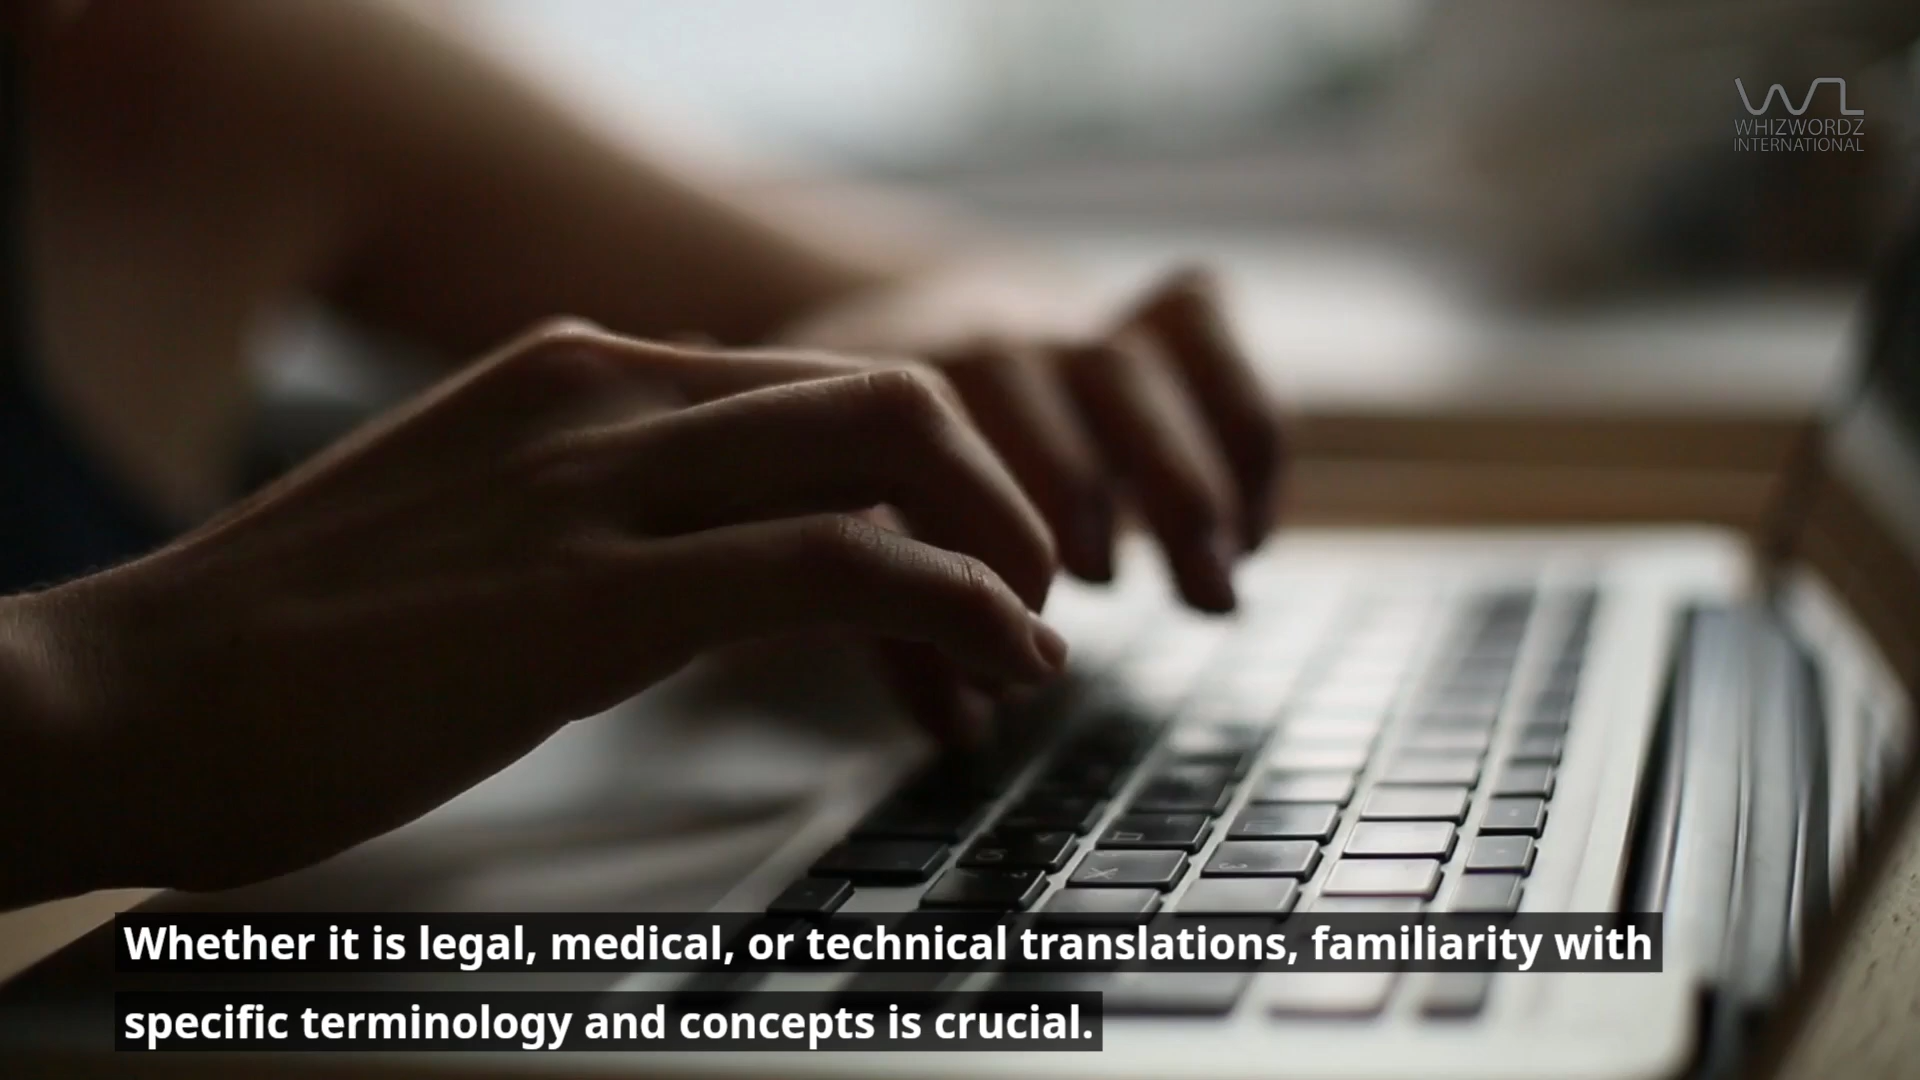 WHIZWORDZ
INTERNATIONAL
Whether it is legal, medical, or technical translations, familiarity with
specific terminology and concepts is crucial.